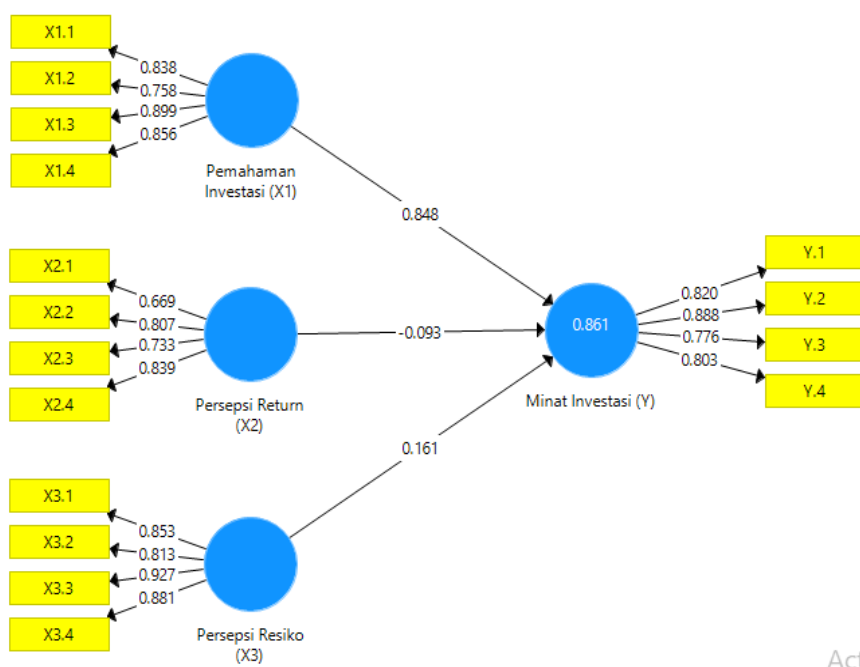 X1.1
X1.2
X1.3
X1.4
0.838
0.758
0.899
0.856
Pemahaman
Investasi (X1)
0.848
X2.1
X2.2
X2.3
X2.4
0.669
0.807
0.733
0.839
Persepsi Return
(X2)
-0.093
X3.1
X3.2
X3.3
X3.4
0.853
0.813
0.927
0.881
Persepsi Resiko
(X3)
0.161
0.861
Minat Investasi (Y)
0.820
0.888
0.776
0.803
Y.1
Y.2
Y.3
Y.4
Act